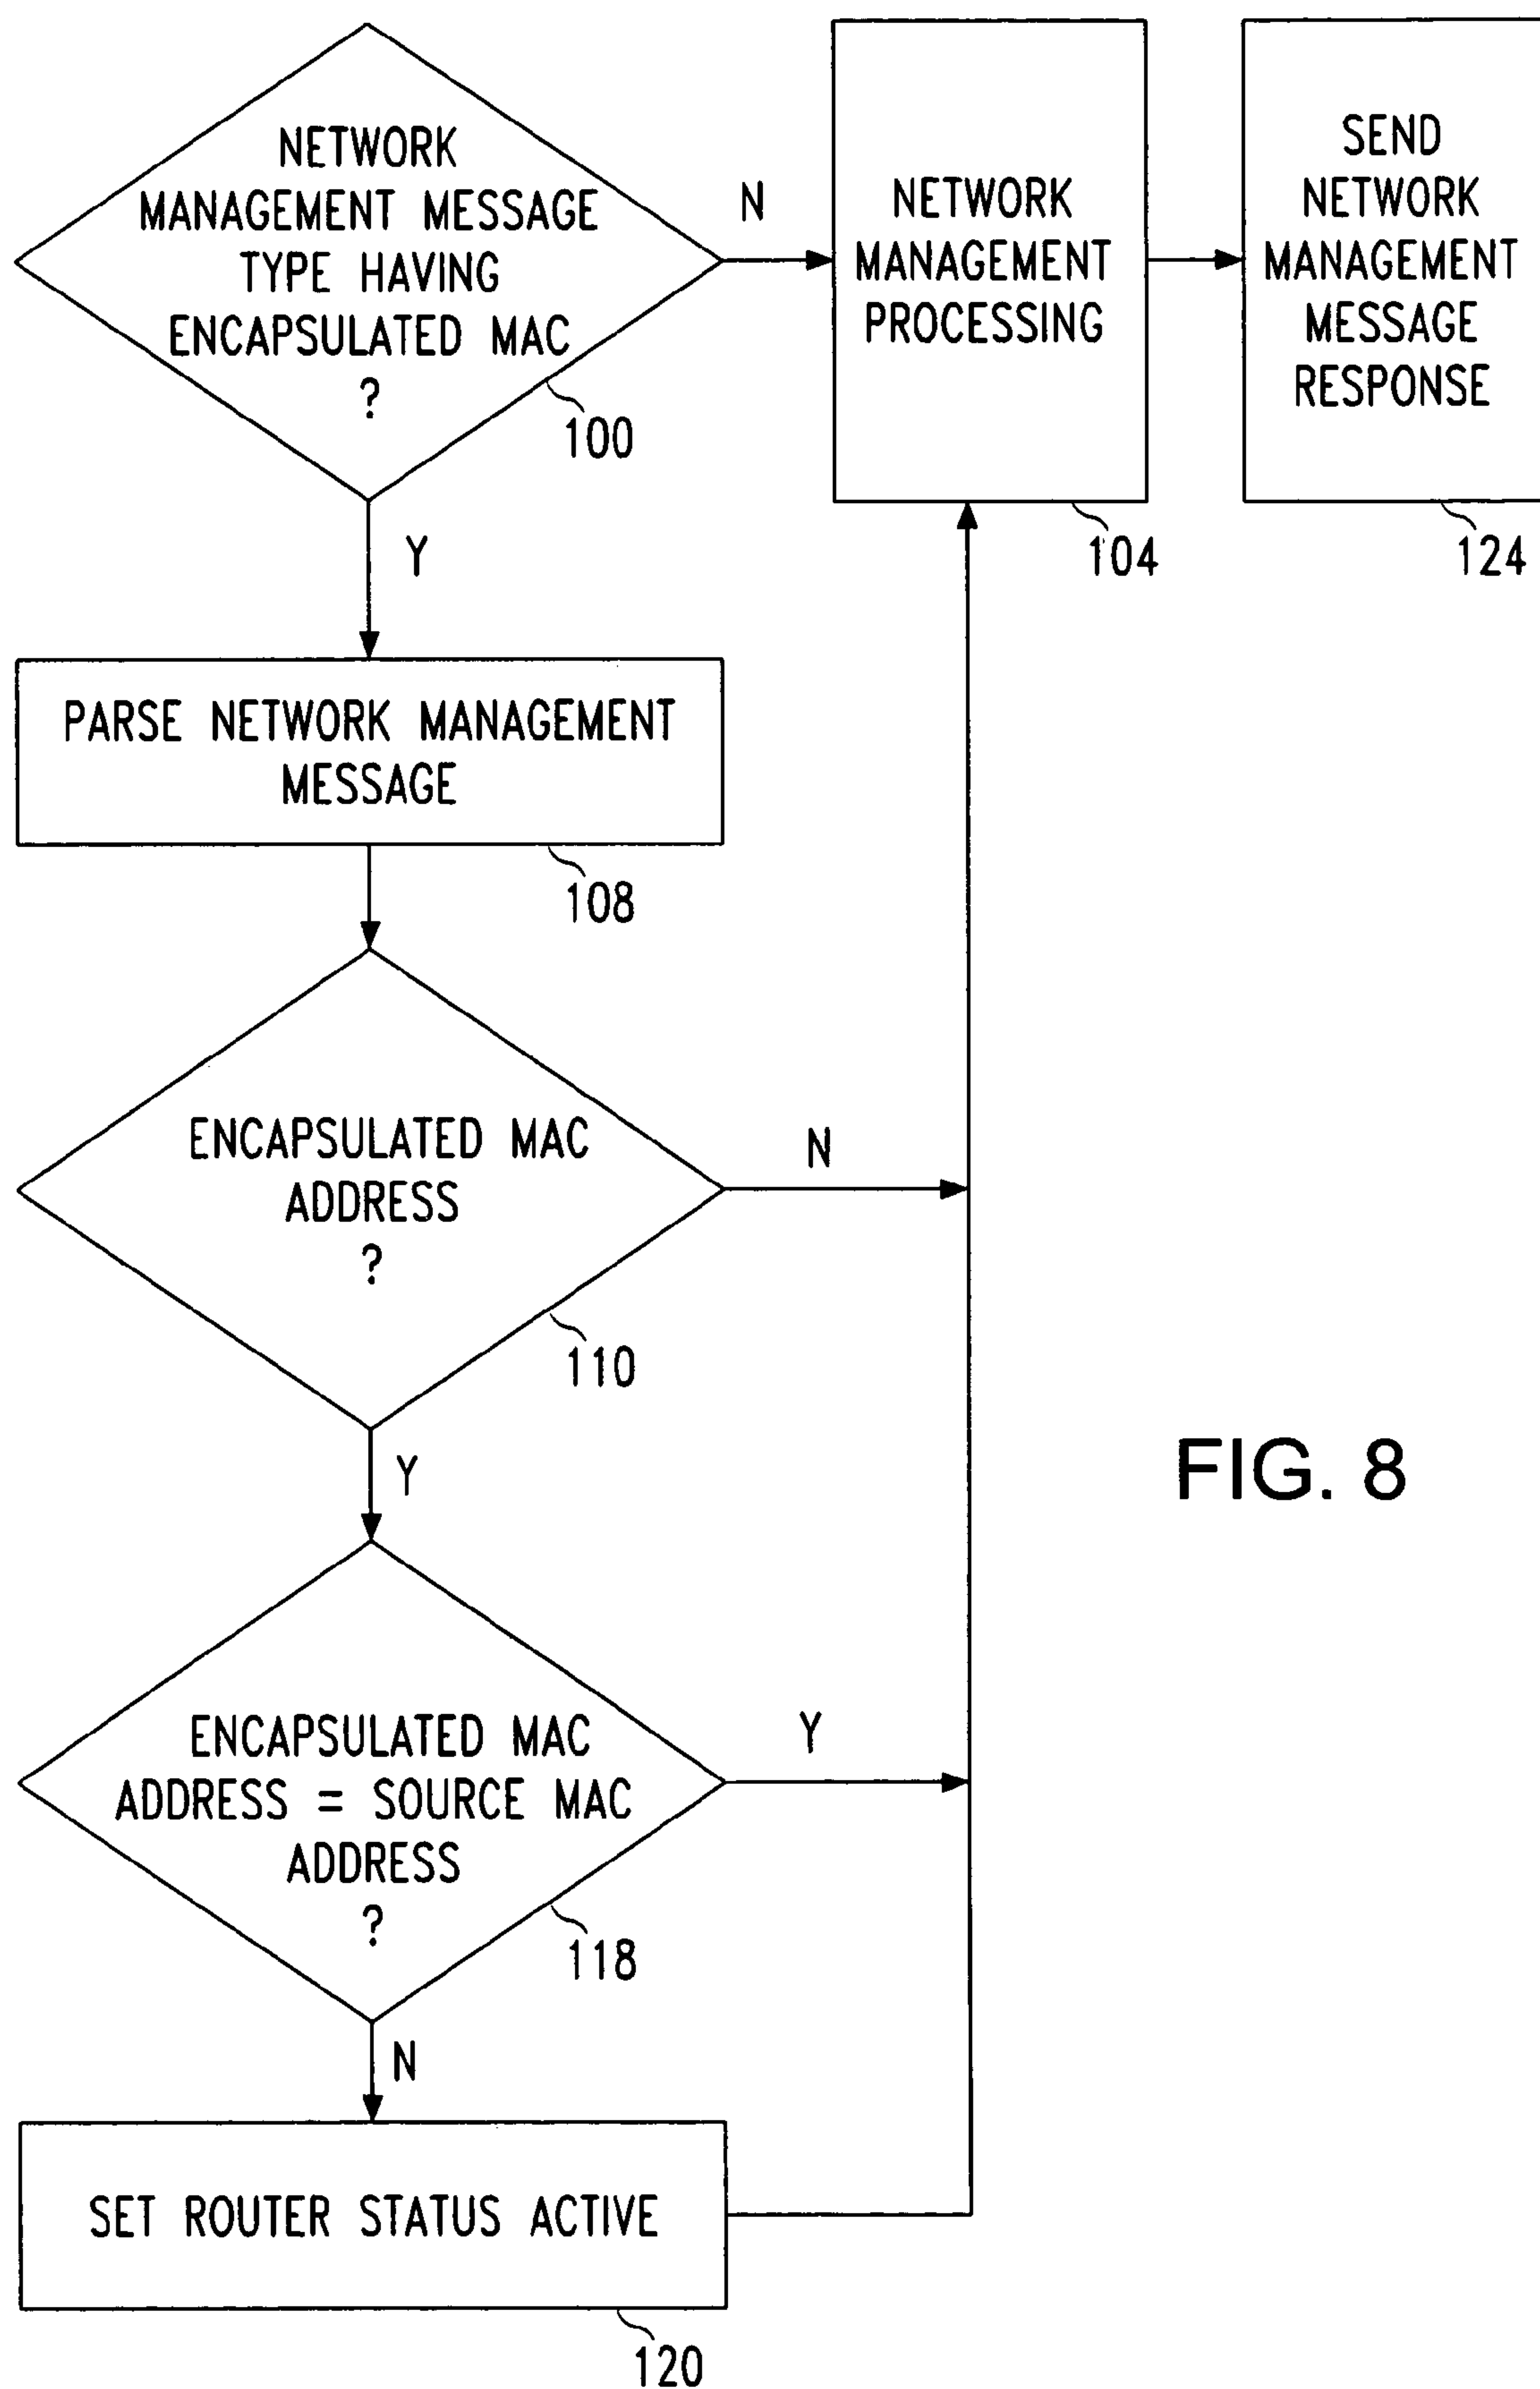 NETWORK
MANAGEMENT MESSAGE
TYPE HAVING
ENCAPSULATED MAC
?
100
N
NETWORK
MANAGEMENT
PROCESSING
104
SEND
NETWORK
MANAGEMENT
MESSAGE
RESPONSE
124
Y
PARSE NETWORK MANAGEMENT
MESSAGE
108
ENCAPSULATED MAC
ADDRESS
?
110
N
Y
ENCAPSULATED MAC
ADDRESS = SOURCE MAC
ADDRESS
?
118
Y
N
SET ROUTER STATUS ACTIVE
120
FIG. 8